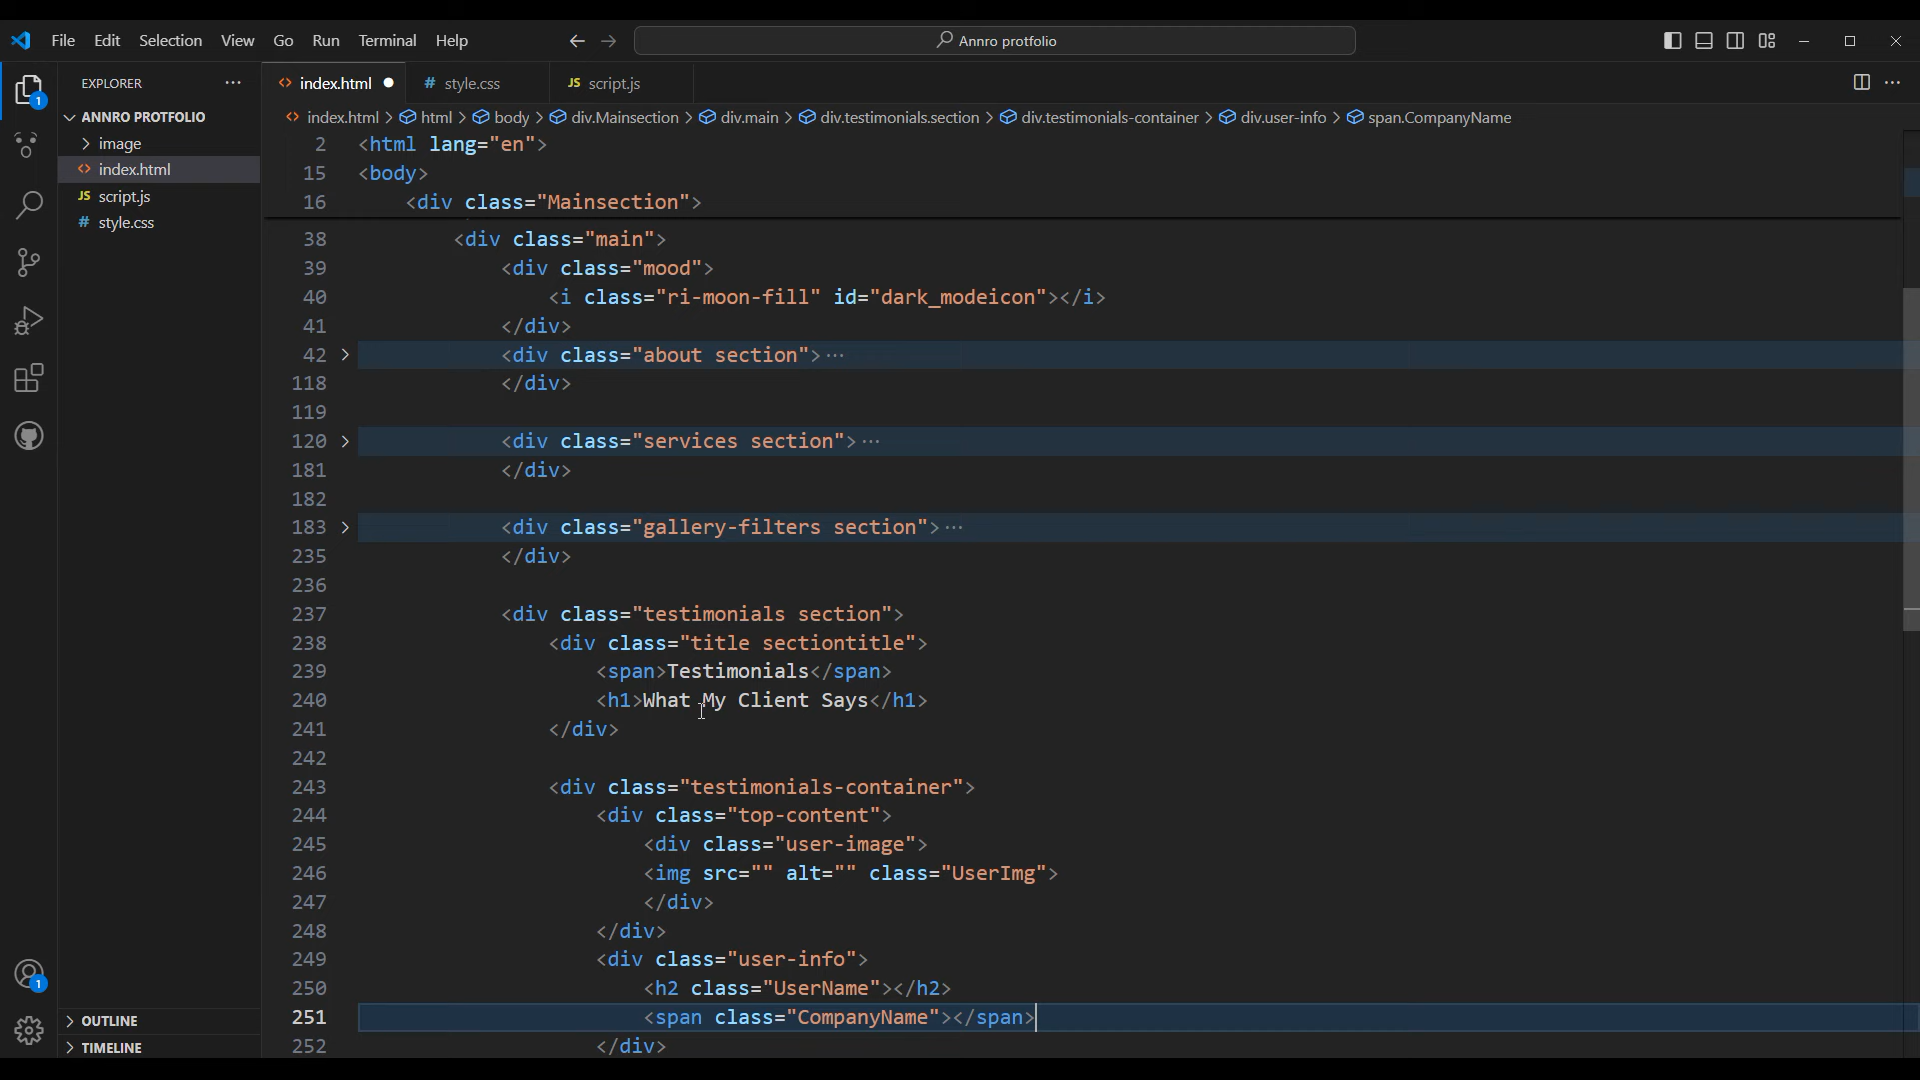 File Edit Selection View Go Run Terminal Help
Annro protfolio
EXPLORER
1
index.html
style.css
JS script.js
ANNRO PROTFOLIO
image
index.html
JS script.js
# style.css
index.html > html > body > div.Mainsection > div.main > div.testimonials.section > div.testimonials-container > div.user-info > span.CompanyName
2 <html lang="en">
15 <body>
16 <div class="Mainsection">
38 <div class="main">
39 <div class="mood">
40 <i class="ri-moon-fill" id="dark_modeicon"></i>
41 </div>
42 <div class="about section">···
118 </div>
119
120 <div class="services section">···
181 </div>
182
183 <div class="gallery-filters section">···
235 </div>
236
237 <div class="testimonials section">
238 <div class="title sectiontitle">
239 <span>Testimonials</span>
240 <h1>What My Client Says</h1>
241 </div>
242
243 <div class="testimonials-container">
244 <div class="top-content">
245 <div class="user-image">
246 <img src="" alt="" class="UserImg">
247 </div>
248 </div>
249 <div class="user-info">
250 <h2 class="UserName"></h2>
251 <span class="CompanyName"></span>
252 </div>
1
OUTLINE
TIMELINE